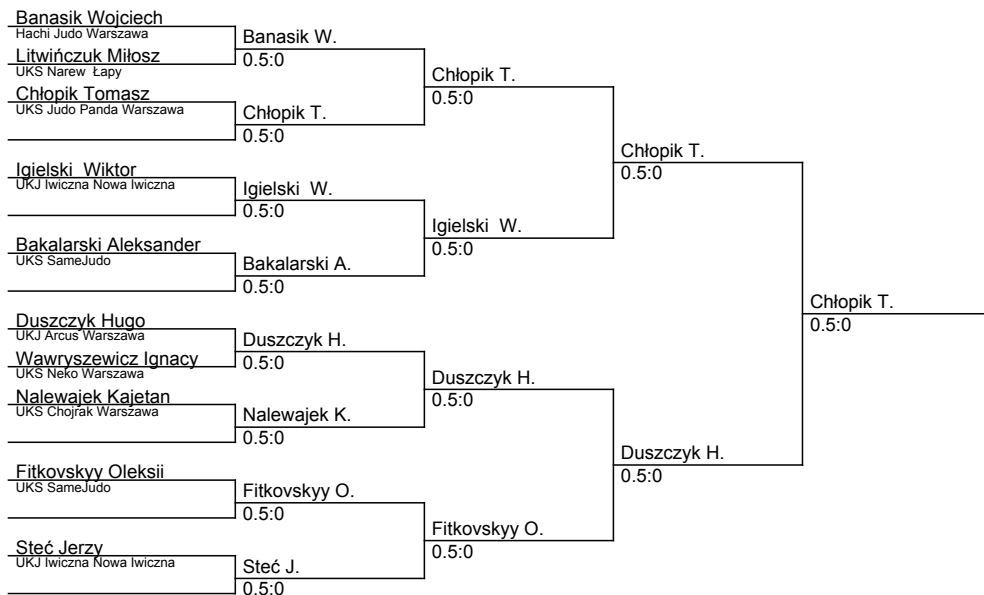 Banasik Wojciech
Hachi Judo Warszawa
Litwińczuk Miłosz
UKS Narew  Łapy
Chłopik Tomasz
UKS Judo Panda Warszawa
Igielski  Wiktor
UKJ Iwiczna Nowa Iwiczna
Bakalarski Aleksander
UKS SameJudo
Duszczyk Hugo
UKJ Arcus Warszawa
Wawryszewicz Ignacy
UKS Neko Warszawa
Nalewajek Kajetan
UKS Chojrak Warszawa
Fitkovskyy Oleksii
UKS SameJudo
Steć Jerzy
UKJ Iwiczna Nowa Iwiczna
Banasik W.
0.5:0
Chłopik T.
0.5:0
Igielski  W.
0.5:0
Bakalarski A.
0.5:0
Duszczyk H.
0.5:0
Nalewajek K.
0.5:0
Fitkovskyy O.
0.5:0
Steć J.
0.5:0
Chłopik T.
0.5:0
Igielski  W.
0.5:0
Duszczyk H.
0.5:0
Fitkovskyy O.
0.5:0
Chłopik T.
0.5:0
Duszczyk H.
0.5:0
Chłopik T.
0.5:0